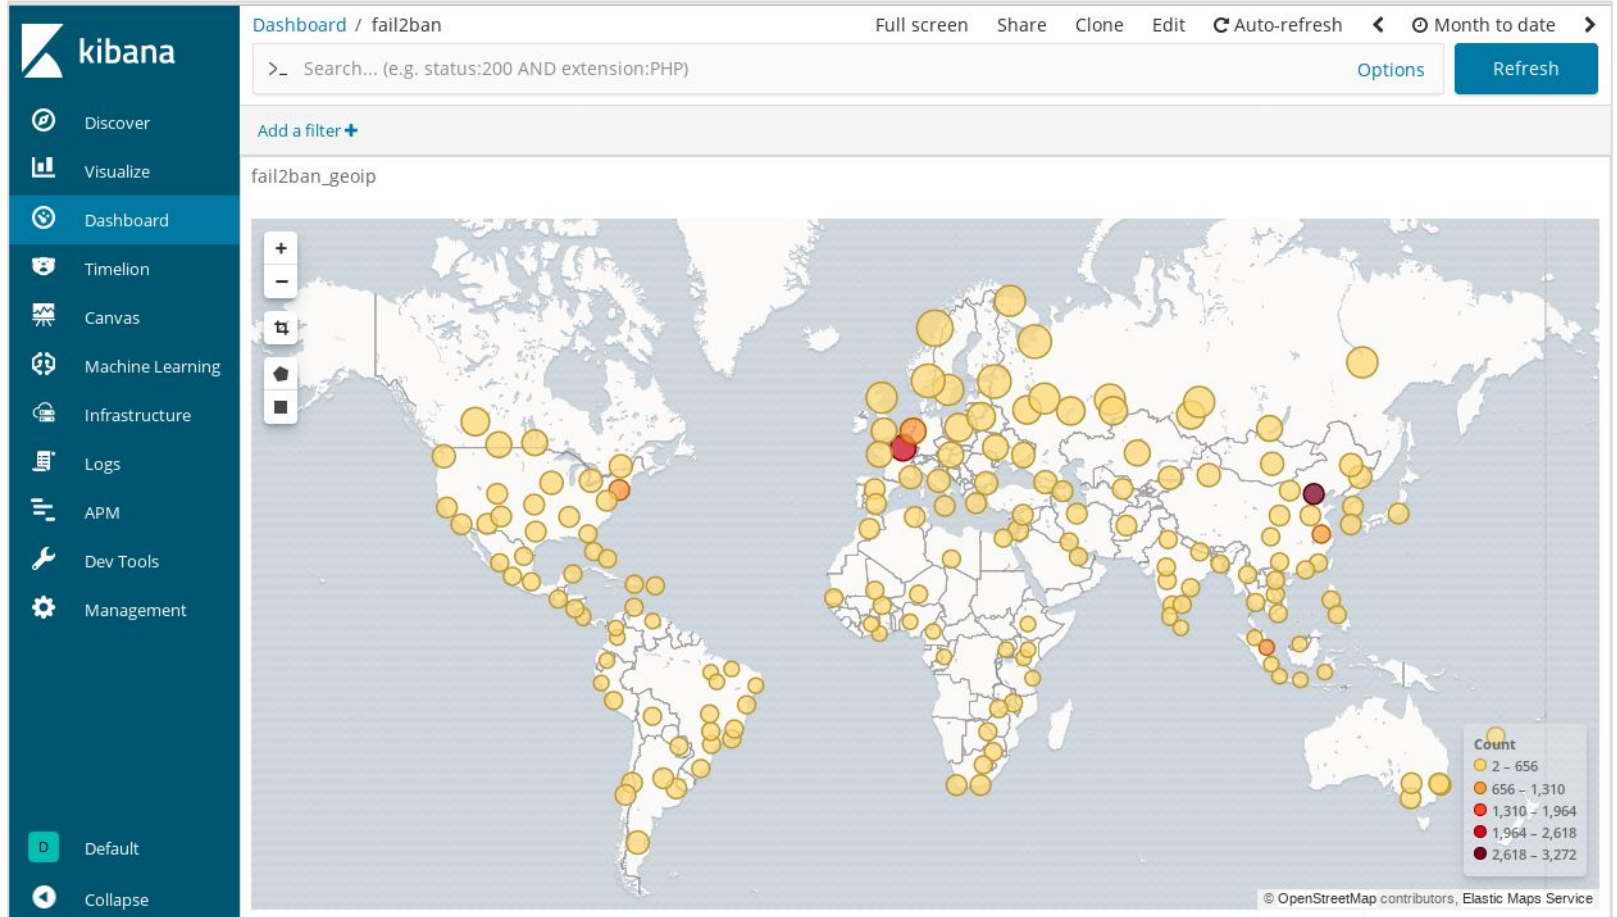 kibana
Dashboard / fail2ban
Full screen Share Clone Edit Auto-refresh Month to date
>_ Search... (e.g. status:200 AND extension:PHP) Options Refresh
Add a filter +
Discover
Visualize
Dashboard
Timelion
Canvas
Machine Learning
Infrastructure
Logs
APM
Dev Tools
Management
D Default
Collapse
fail2ban_geoip
+
−
Count
2 – 656
656 – 1,310
1,310 – 1,964
1,964 – 2,618
2,618 – 3,272
© OpenStreetMap contributors, Elastic Maps Service